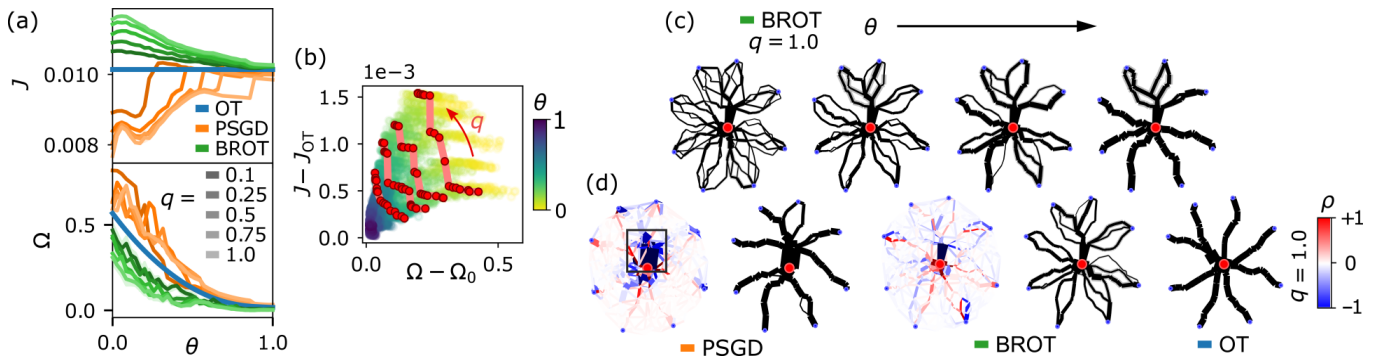 (a)
J
0.010
0.008
OT
PSGD
BROT
Ω
0.5
0.0
q =
0.1
0.25
0.5
0.75
1.0
0.0
θ
1.0
(b)
1e−3
J − J_OT
1.5
1.0
0.5
0.0
q
0.0
0.5
Ω − Ω₀
θ
1
0
(c)
BROT
q = 1.0
θ
(d)
PSGD
BROT
OT
q = 1.0
ρ
+1
0
−1